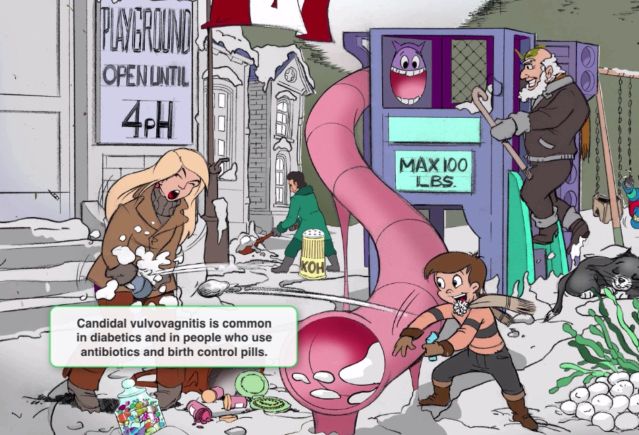 PLAYGROUND
OPEN UNTIL
4PH
MAX 100
LBS.
KOH
Candidal vulvovagnitis is common
in diabetics and in people who use
antibiotics and birth control pills.